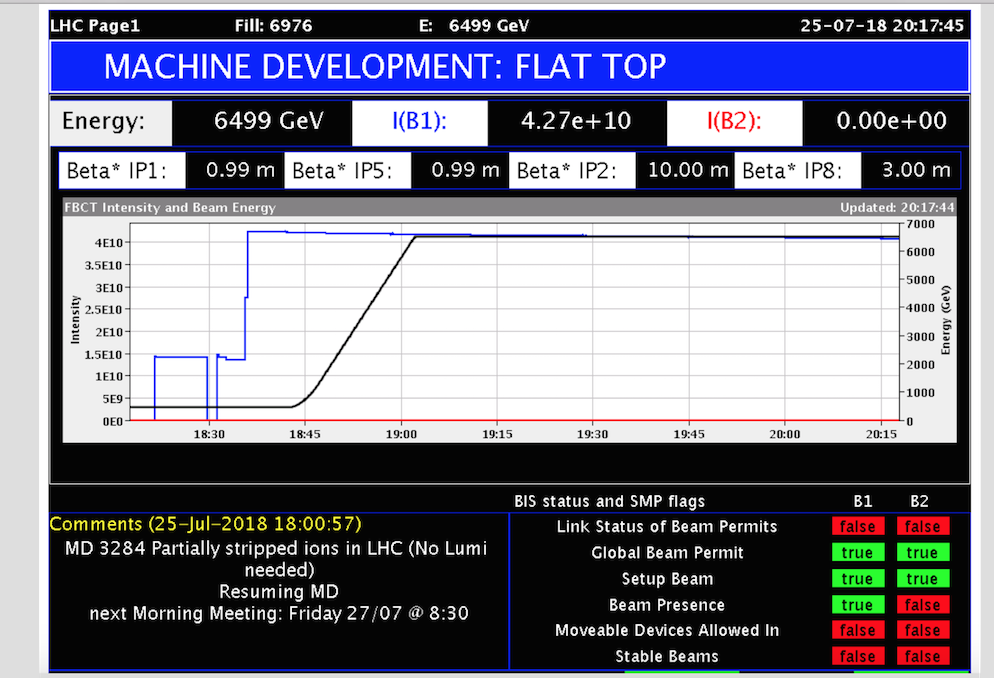 LHC Page1 Fill: 6976 E: 6499 GeV 25-07-18 20:17:45
MACHINE DEVELOPMENT: FLAT TOP
Energy: 6499 GeV I(B1): 4.27e+10 I(B2): 0.00e+00
Beta* IP1: 0.99 m Beta* IP5: 0.99 m Beta* IP2: 10.00 m Beta* IP8: 3.00 m
FBCT Intensity and Beam Energy Updated: 20:17:44
Intensity
4E10
3.5E10
3E10
2.5E10
2E10
1.5E10
1E10
5E9
0E0
7000
6000
5000
4000
3000
2000
1000
0
Energy (GeV)
18:30 18:45 19:00 19:15 19:30 19:45 20:00 20:15
BIS status and SMP flags B1 B2
Comments (25-Jul-2018 18:00:57)
MD 3284 Partially stripped ions in LHC (No Lumi
needed)
Resuming MD
next Morning Meeting: Friday 27/07 @ 8:30
Link Status of Beam Permits false false
Global Beam Permit true true
Setup Beam true true
Beam Presence true false
Moveable Devices Allowed In false false
Stable Beams false false